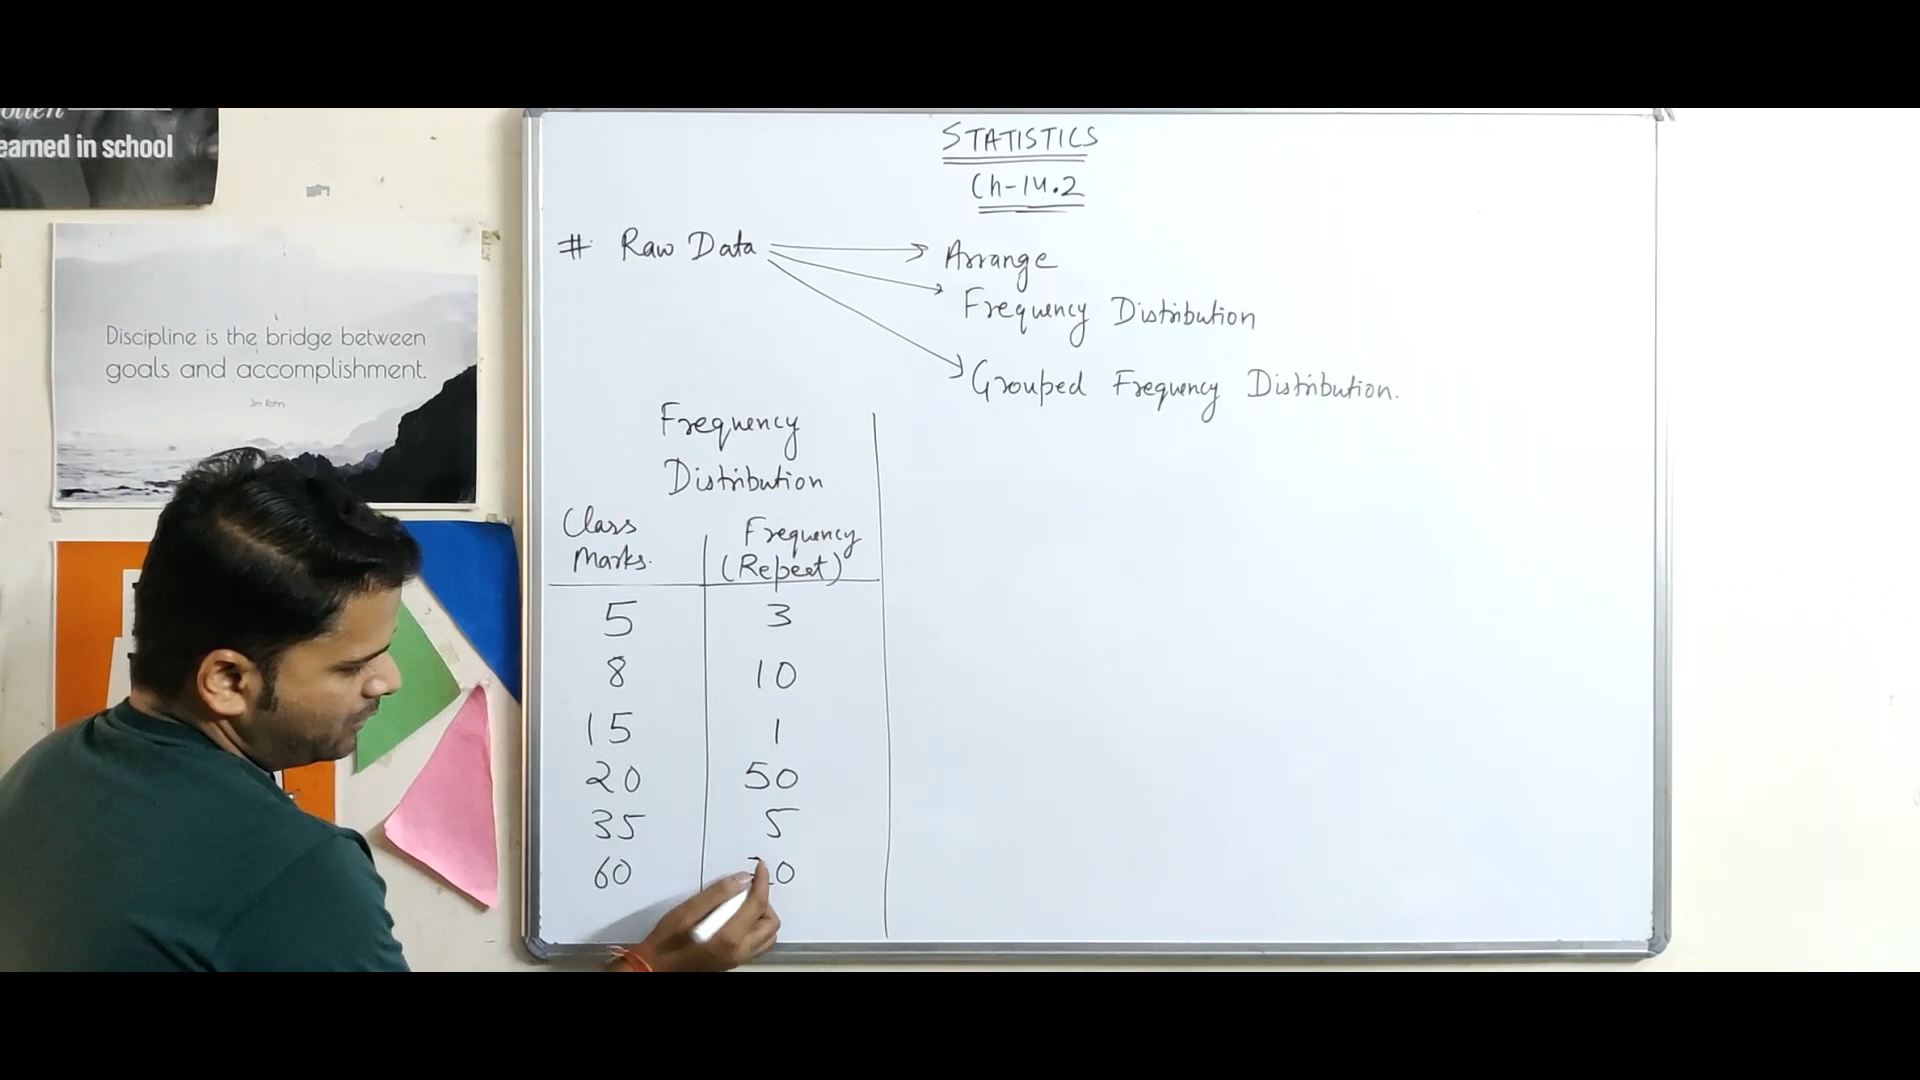 earned in school
Discipline is the bridge between
goals and accomplishment.
Jim Rohn
STATISTICS
Ch-14.2
# Raw Data
Arrange
Frequency Distribution
Grouped Frequency Distribution.
Frequency
Distribution
Class Marks. Frequency (Repeat)
5 3
8 10
15 1
20 50
35 5
60